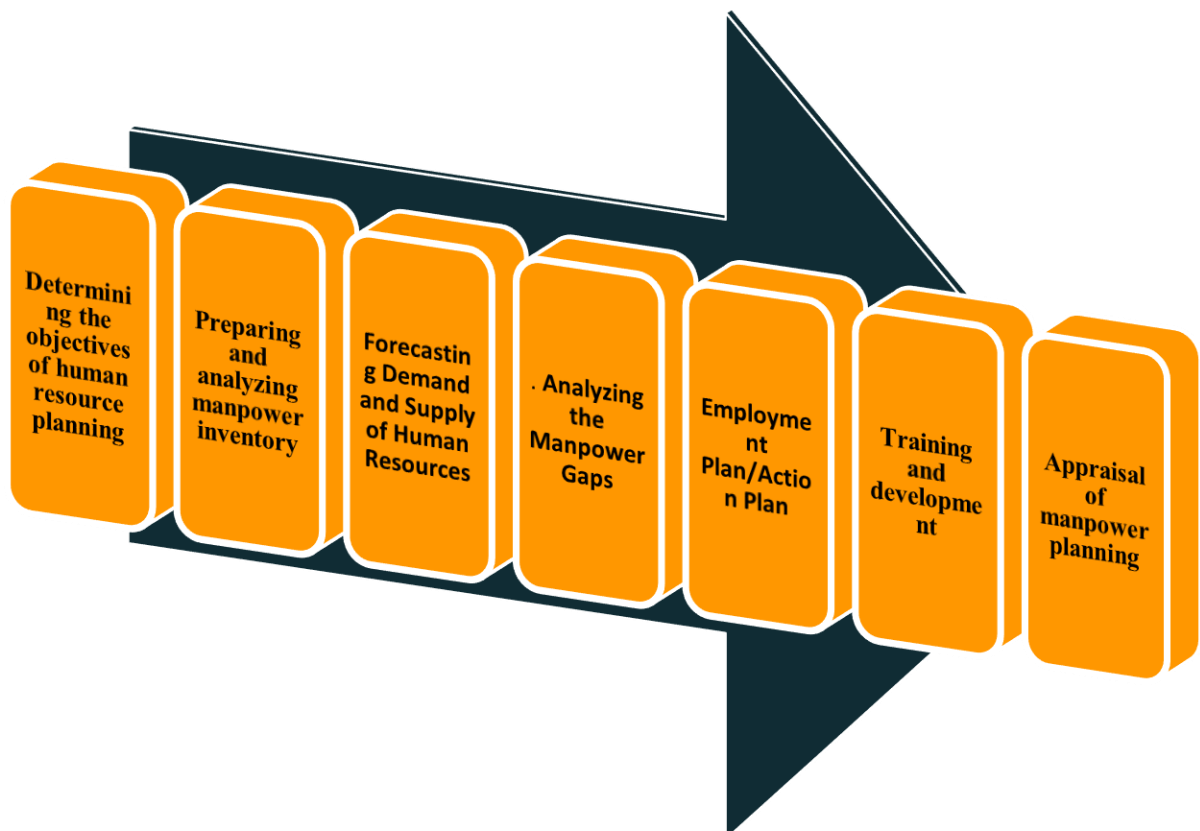 Determini
ng the
objectives
of human
resource
planning
Preparing
and
analyzing
manpower
inventory
Forecastin
g Demand
and Supply
of Human
Resources
. Analyzing
the
Manpower
Gaps
Employme
nt
Plan/Actio
n Plan
Training
and
developme
nt
Appraisal
of
manpower
planning